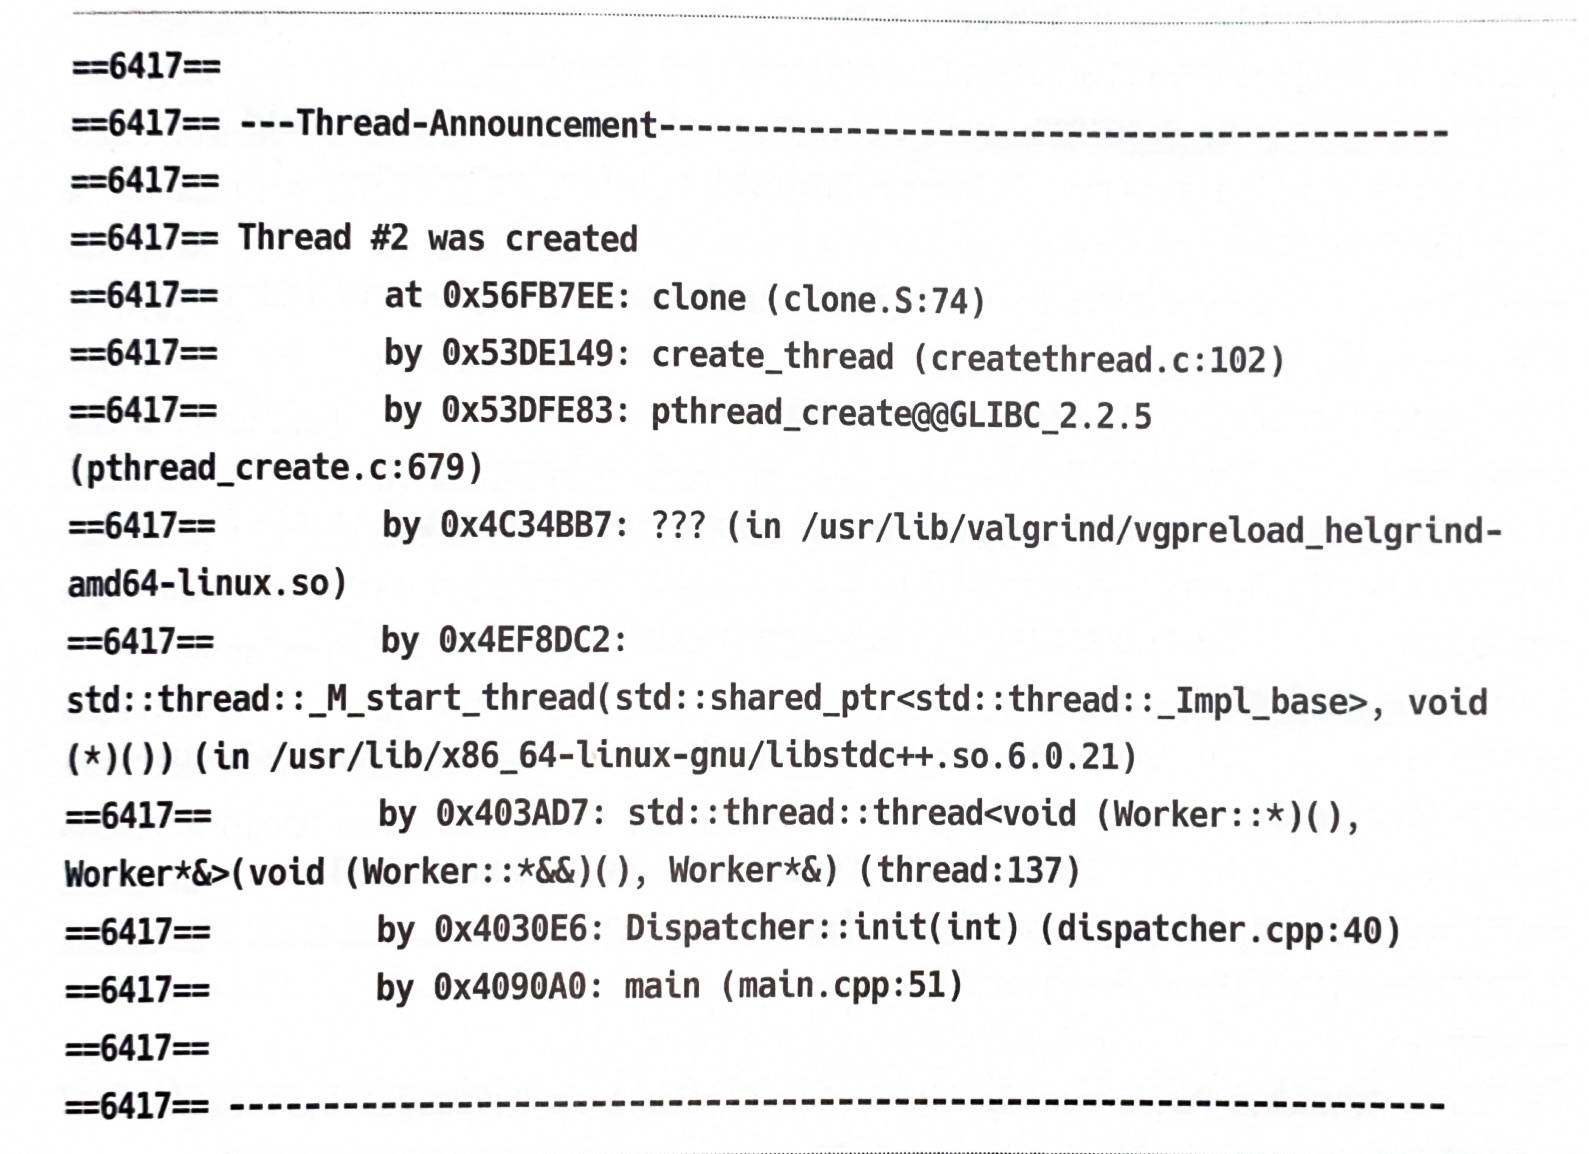 ==6417==
==6417== ---Thread-Announcement------------------------------------------
==6417==
==6417== Thread #2 was created
==6417==         at 0x56FB7EE: clone (clone.S:74)
==6417==         by 0x53DE149: create_thread (createthread.c:102)
==6417==         by 0x53DFE83: pthread_create@@GLIBC_2.2.5
(pthread_create.c:679)
==6417==         by 0x4C34BB7: ??? (in /usr/lib/valgrind/vgpreload_helgrind-
amd64-linux.so)
==6417==         by 0x4EF8DC2:
std::thread::_M_start_thread(std::shared_ptr<std::thread::_Impl_base>, void
(*)()) (in /usr/lib/x86_64-linux-gnu/libstdc++.so.6.0.21)
==6417==         by 0x403AD7: std::thread::thread<void (Worker::*)(),
Worker*&>(void (Worker::*&&)(), Worker*&) (thread:137)
==6417==         by 0x4030E6: Dispatcher::init(int) (dispatcher.cpp:40)
==6417==         by 0x4090A0: main (main.cpp:51)
==6417==
==6417== ----------------------------------------------------------------